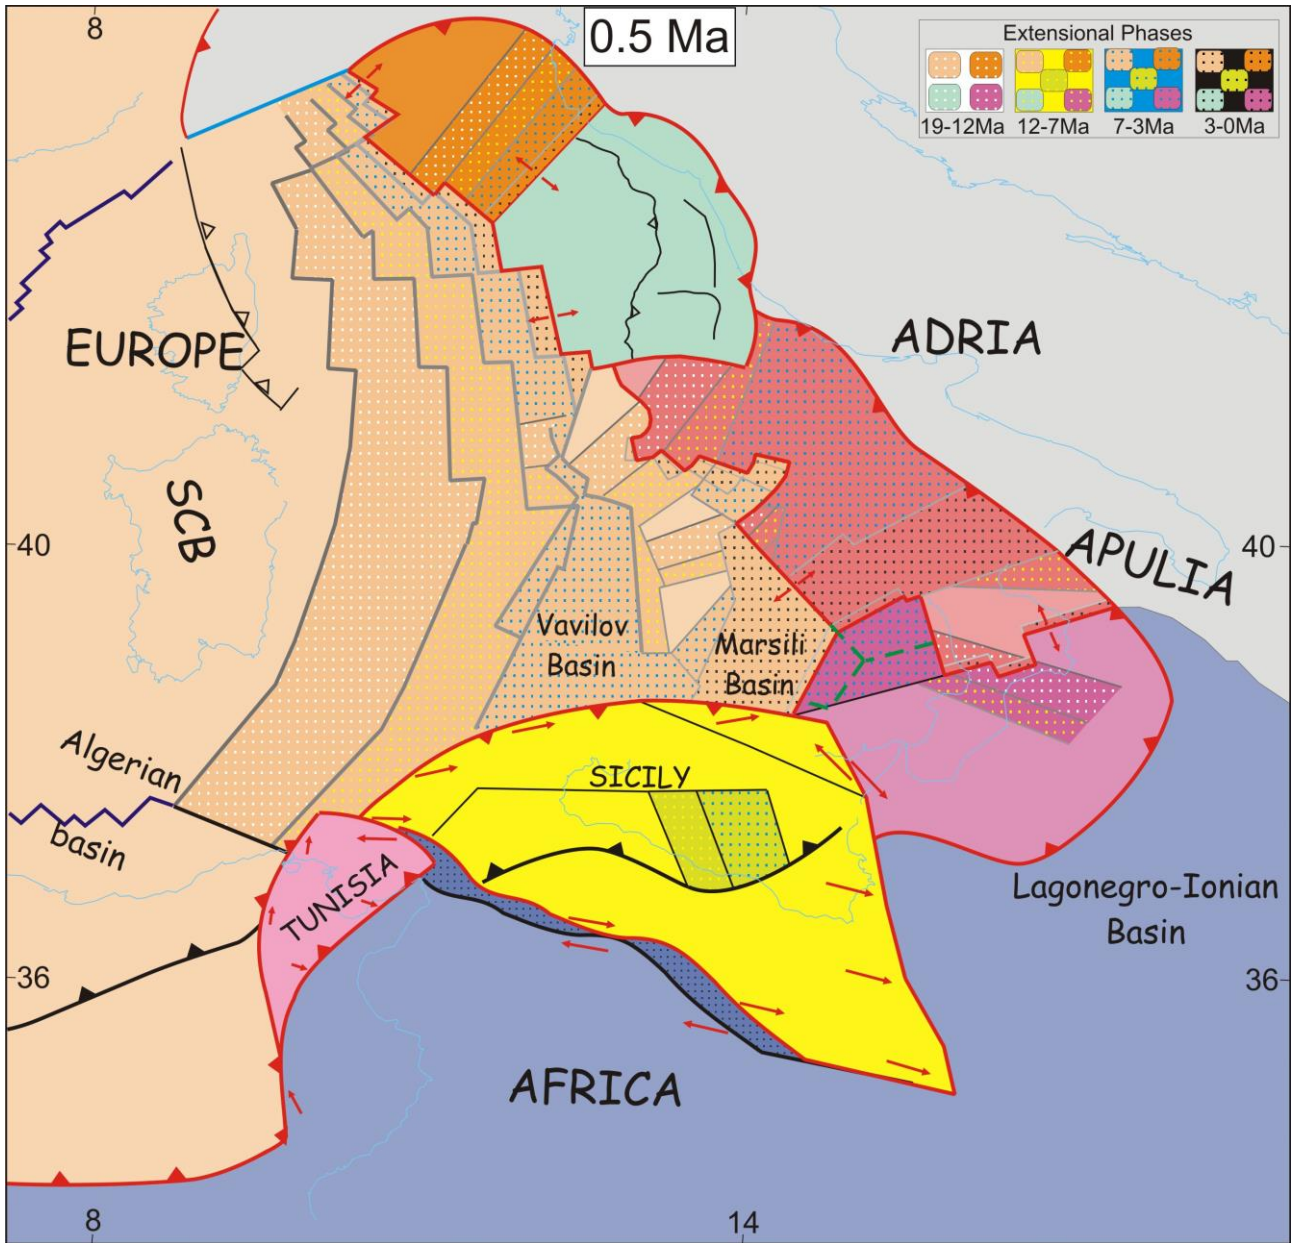 8
0.5 Ma
Extensional Phases
19-12Ma 12-7Ma 7-3Ma 3-0Ma
EUROPE
ADRIA
SCB
40
40
APULIA
Vavilov
Basin
Marsili
Basin
Algerian
basin
SICILY
TUNISIA
Lagonegro-Ionian
Basin
36
36
AFRICA
8
14